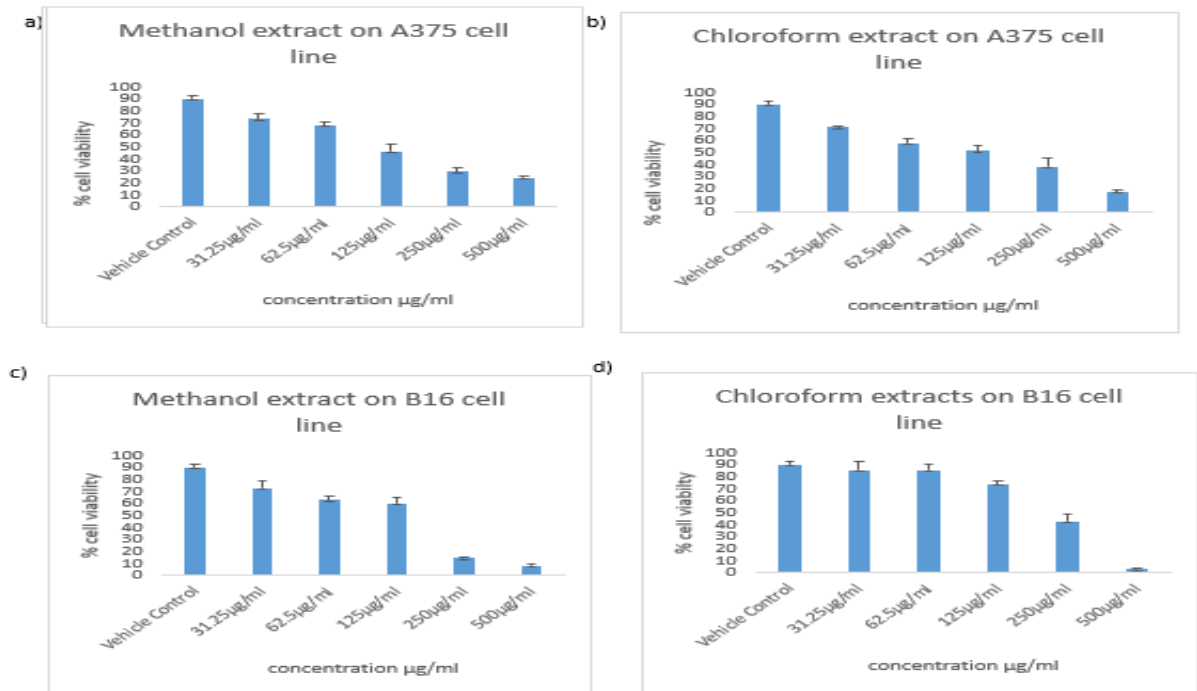 a)
Methanol extract on A375 cell
line
% cell viability
100
90
80
70
60
50
40
30
20
10
0
Vehicle Control
31.25µg/ml
62.5µg/ml
125µg/ml
250µg/ml
500µg/ml
concentration µg/ml
b)
Chloroform extract on A375 cell
line
% cell viability
100
90
80
70
60
50
40
30
20
10
0
Vehicle Control
31.25µg/ml
62.5µg/ml
125µg/ml
250µg/ml
500µg/ml
concentration µg/ml
c)
Methanol extract on B16 cell
line
% cell viability
100
90
80
70
60
50
40
30
20
10
0
Vehicle Control
31.25µg/ml
62.5µg/ml
125µg/ml
250µg/ml
500µg/ml
concentration µg/ml
d)
Chloroform extracts on B16 cell
line
% cell viabilty
100
90
80
70
60
50
40
30
20
10
0
Vehicle Control
31.25µg/ml
62.5µg/ml
125µg/ml
250µg/ml
500µg/ml
concentration µg/ml